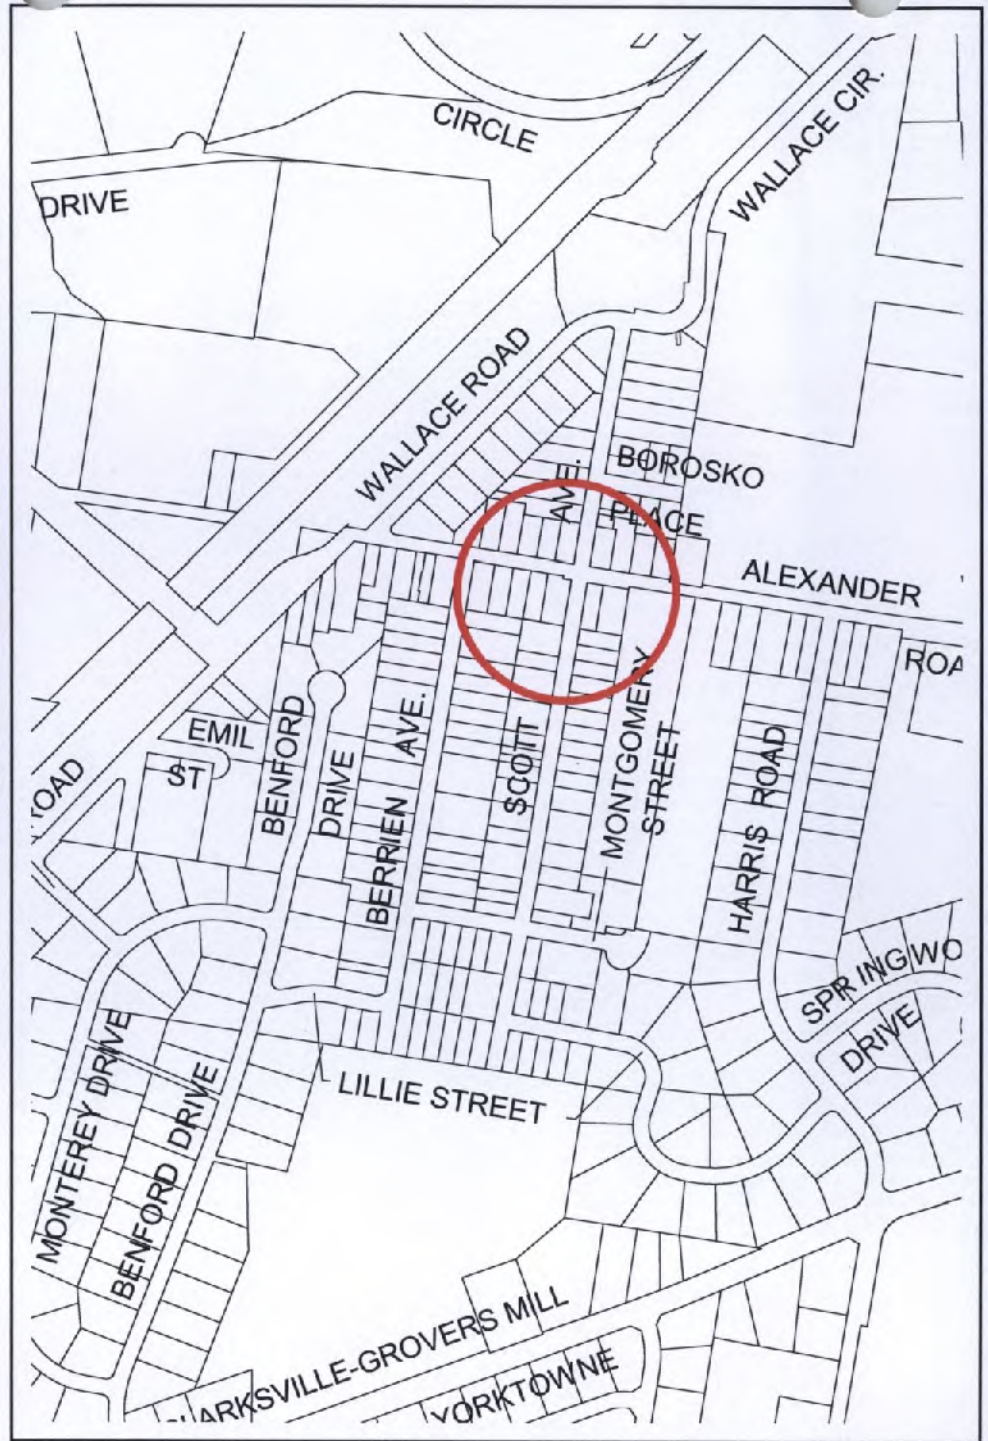 CIRCLE
WALLACE CIR.
DRIVE
WALLACE ROAD
AVE.
BOROSKO
PLACE
ALEXANDER
ROA
EMIL
ST
BENFORD
DRIVE
BERRIEN AVE.
SCOTT
MONTGOMERY
STREET
HARRIS ROAD
ROAD
SPRINGWO
DRIVE
LILLIE STREET
MONTEREY DRIVE
BENFORD DRIVE
ARKSVILLE-GROVERS MILL
YORKTOWNE